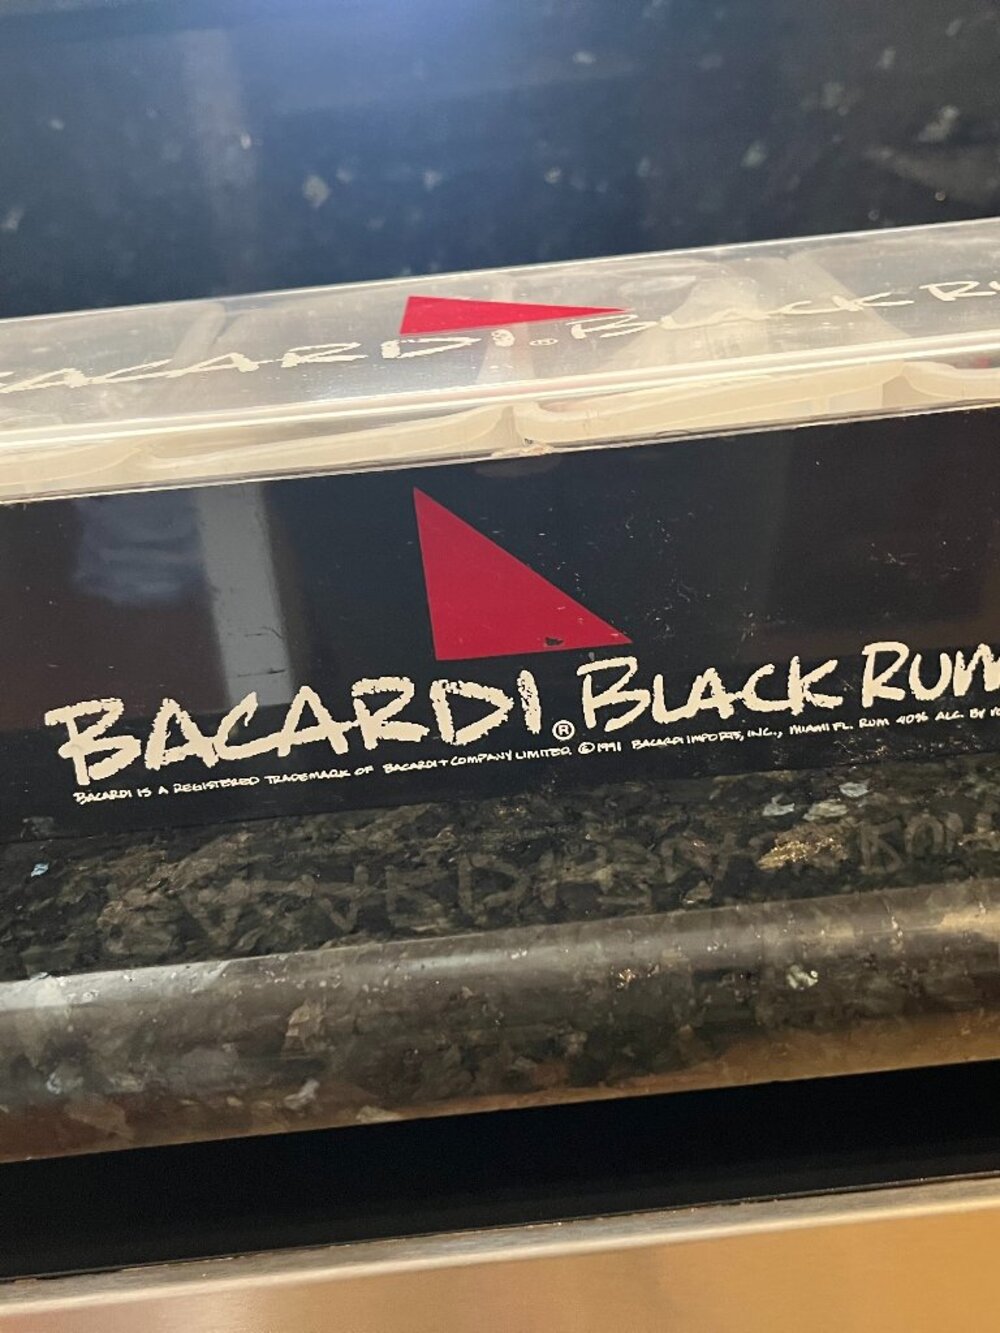 BACARDI® BLACK R
BACARDI® BLACK RUM
BACARDI IS A REGISTERED TRADEMARK OF BACARDI + COMPANY LIMITED. ©1991 BACARDI IMPORTS, INC., MIAMI FL. RUM 40% ALC. BY